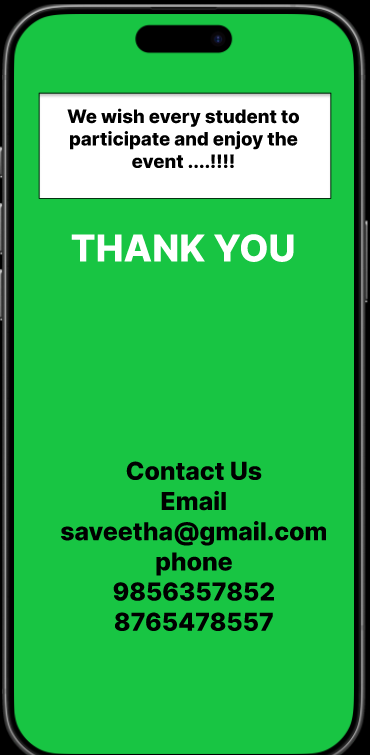 We wish every student to
participate and enjoy the
event ....!!!!
THANK YOU
Contact Us
Email
saveetha@gmail.com
phone
9856357852
8765478557